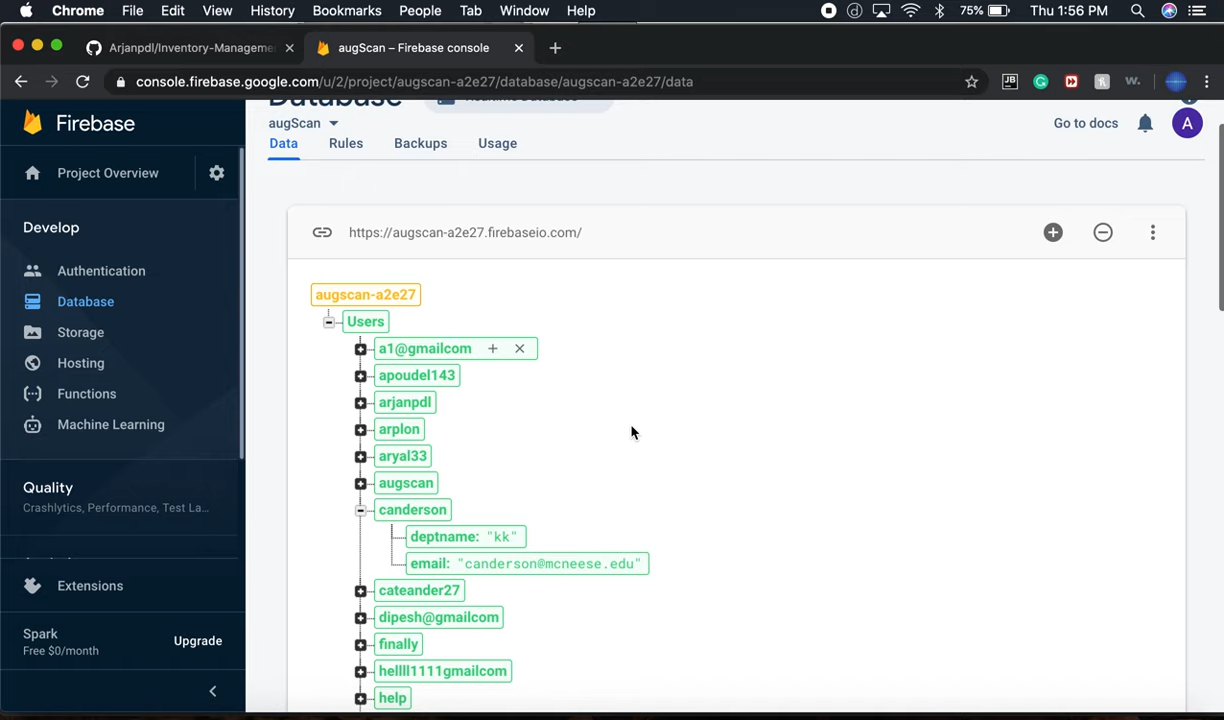 Chrome File Edit View History Bookmarks People Tab Window Help 75% Thu 1:56 PM
Arjanpdl/Inventory-Manageme augScan – Firebase console
console.firebase.google.com/u/2/project/augscan-a2e27/database/augscan-a2e27/data JB G W.
Firebase
Database
augScan Go to docs A
Data Rules Backups Usage
Project Overview
Develop
Authentication
Database
Storage
Hosting
Functions
Machine Learning
Quality
Crashlytics, Performance, Test La...
Extensions
Spark
Free $0/month
Upgrade
https://augscan-a2e27.firebaseio.com/
augscan-a2e27
Users
a1@gmailcom
apoudel143
arjanpdl
arplon
aryal33
augscan
canderson
deptname: "kk"
email: "canderson@mcneese.edu"
cateander27
dipesh@gmailcom
finally
hellll1111gmailcom
help